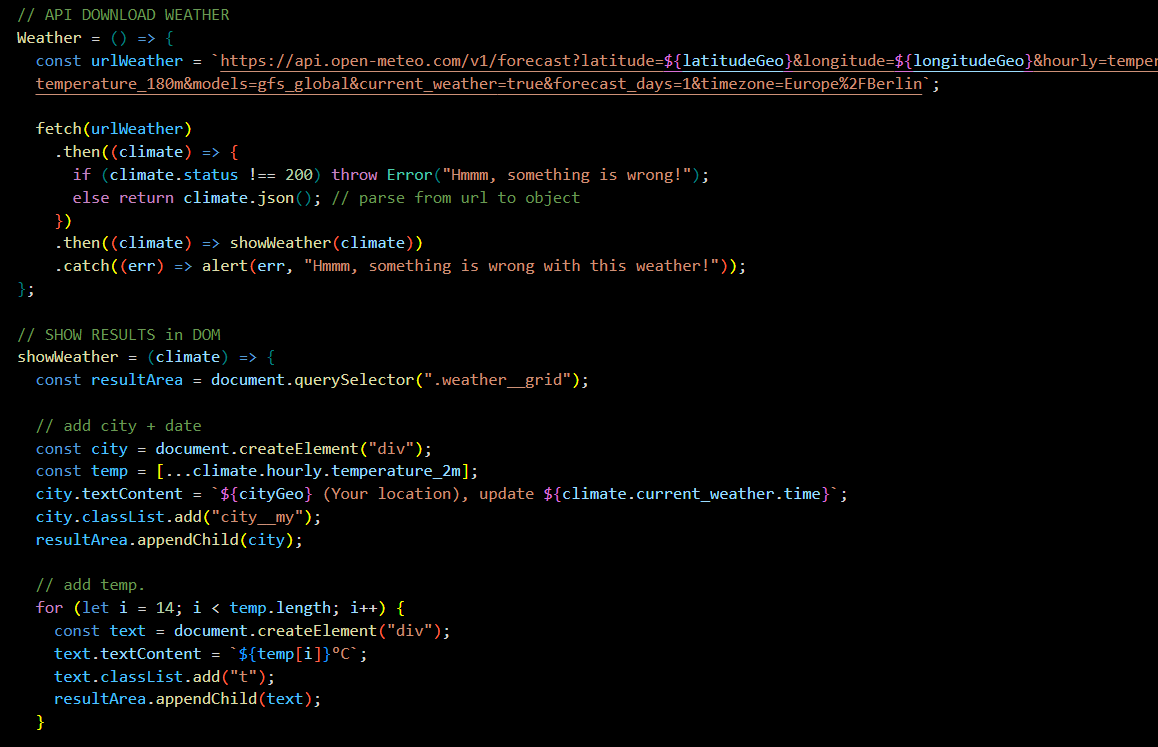 // API DOWNLOAD WEATHER
Weather = () => {
const urlWeather = `https://api.open-meteo.com/v1/forecast?latitude=${latitudeGeo}&longitude=${longitudeGeo}&hourly=temper
temperature_180m&models=gfs_global&current_weather=true&forecast_days=1&timezone=Europe%2FBerlin`;
fetch(urlWeather)
.then((climate) => {
if (climate.status !== 200) throw Error("Hmmm, something is wrong!");
else return climate.json(); // parse from url to object
})
.then((climate) => showWeather(climate))
.catch((err) => alert(err, "Hmmm, something is wrong with this weather!"));
};
// SHOW RESULTS in DOM
showWeather = (climate) => {
const resultArea = document.querySelector(".weather__grid");
// add city + date
const city = document.createElement("div");
const temp = [...climate.hourly.temperature_2m];
city.textContent = `${cityGeo} (Your location), update ${climate.current_weather.time}`;
city.classList.add("city__my");
resultArea.appendChild(city);
// add temp.
for (let i = 14; i < temp.length; i++) {
const text = document.createElement("div");
text.textContent = `${temp[i]}°C`;
text.classList.add("t");
resultArea.appendChild(text);
}